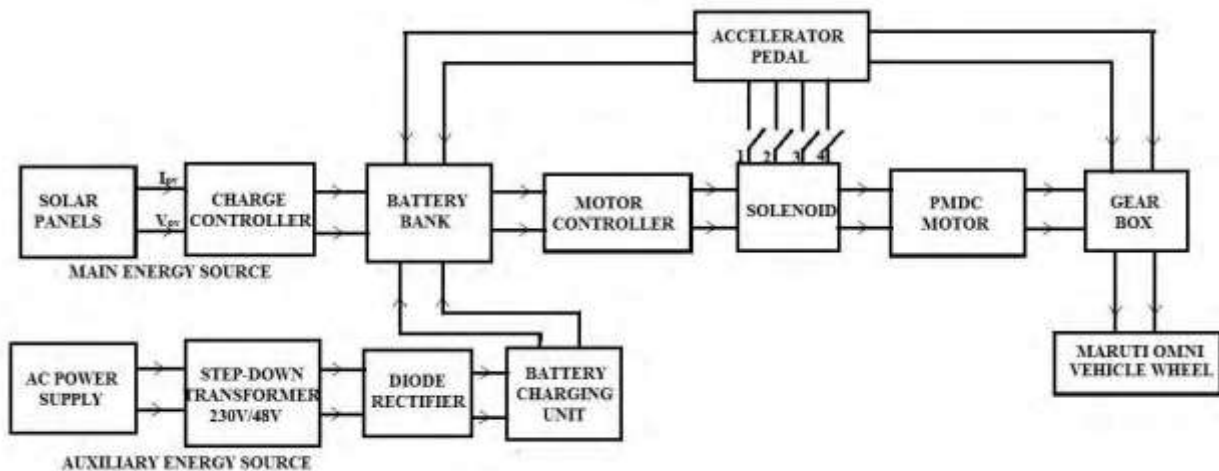 ACCELERATOR
PEDAL
1 2 3 4
SOLAR
PANELS
I_PV
V_PV
CHARGE
CONTROLLER
BATTERY
BANK
MOTOR
CONTROLLER
SOLENOID
PMDC
MOTOR
GEAR
BOX
MAIN ENERGY SOURCE
AC POWER
SUPPLY
STEP-DOWN
TRANSFORMER
230V/48V
DIODE
RECTIFIER
BATTERY
CHARGING
UNIT
MARUTI OMNI
VEHICLE WHEEL
AUXILIARY ENERGY SOURCE